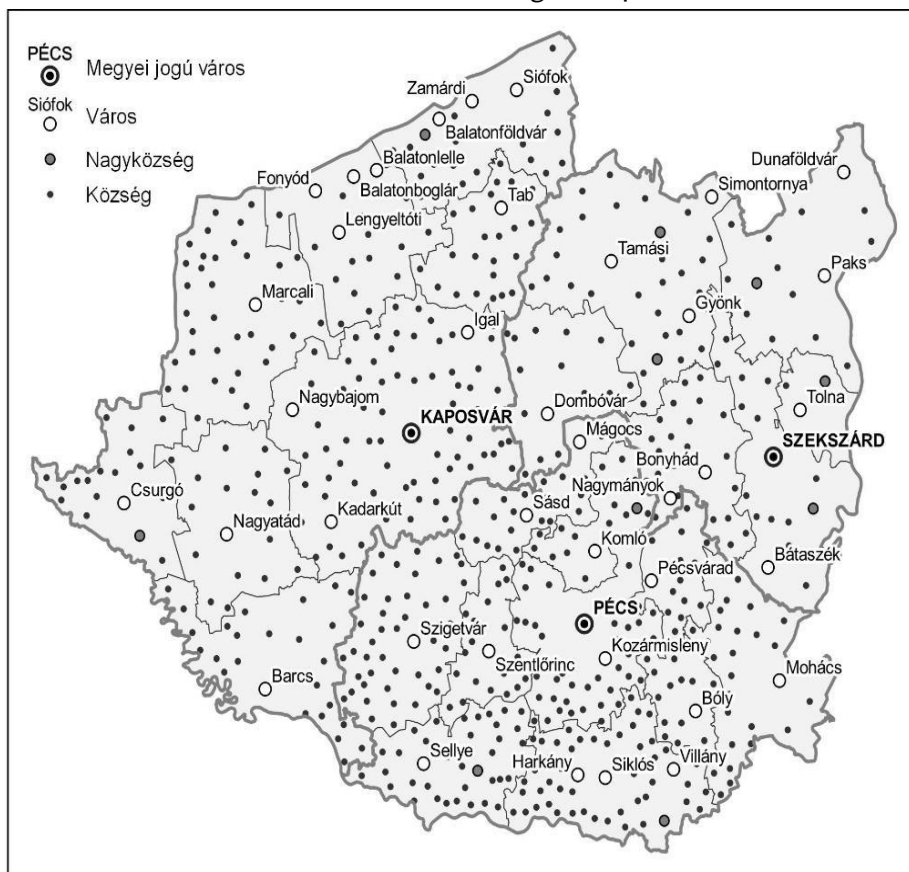 PÉCS
Megyei jogú város
Siófok
Város
Nagyközség
Község
Siófok
Zamárdi
Balatonföldvár
Dunaföldvár
Balatonlelle
Simontornya
Fonyód
Balatonboglár
Tab
Lengyeltóti
Tamási
Paks
Marcali
Gyönk
Igal
Tolna
Nagybajom
Dombóvár
KAPOSVÁR
Mágocs
SZEKSZÁRD
Bonyhád
Nagymányok
Csurgó
Sásd
Kadarkút
Nagyatád
Komló
Bátaszék
Pécsvárad
PÉCS
Szigetvár
Kozármisleny
Szentlőrinc
Mohács
Barcs
Bóly
Sellye
Harkány
Siklós
Villány